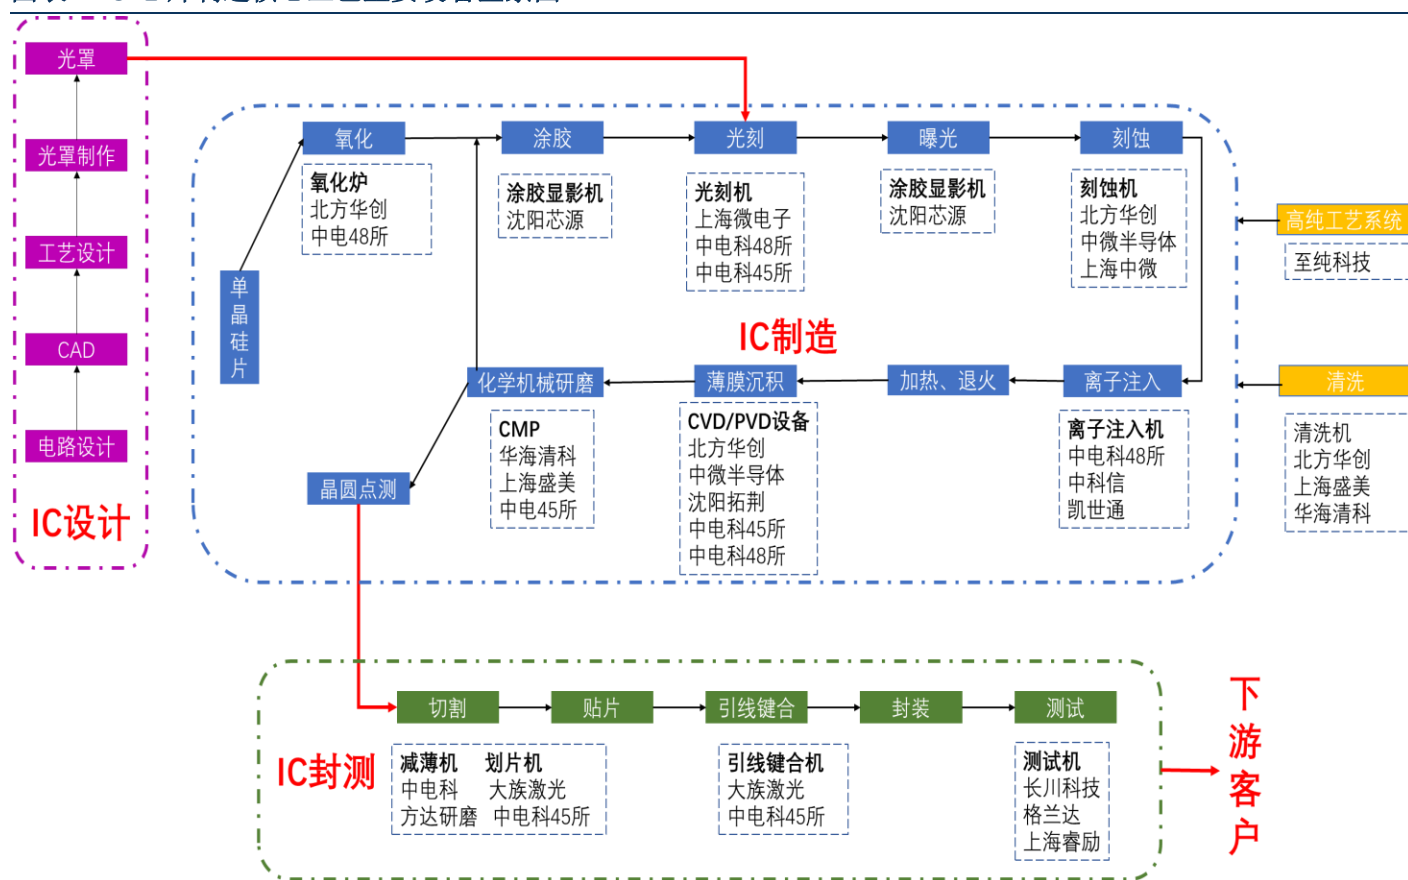 光罩
光罩制作
工艺设计
CAD
电路设计
IC设计
氧化
氧化炉
北方华创
中电48所
单晶硅片
涂胶
涂胶显影机
沈阳芯源
光刻
光刻机
上海微电子
中电科48所
中电科45所
曝光
涂胶显影机
沈阳芯源
刻蚀
刻蚀机
北方华创
中微半导体
上海中微
高纯工艺系统
至纯科技
IC制造
化学机械研磨
CMP
华海清科
上海盛美
中电45所
薄膜沉积
CVD/PVD设备
北方华创
中微半导体
沈阳拓荆
中电科45所
中电科48所
加热、退火
离子注入
离子注入机
中电科48所
中科信
凯世通
清洗
清洗机
北方华创
上海盛美
华海清科
晶圆点测
切割
贴片
引线键合
封装
测试
IC封测
减薄机 划片机
中电科 大族激光
方达研磨 中电科45所
引线键合机
大族激光
中电科45所
测试机
长川科技
格兰达
上海睿励
下游客户